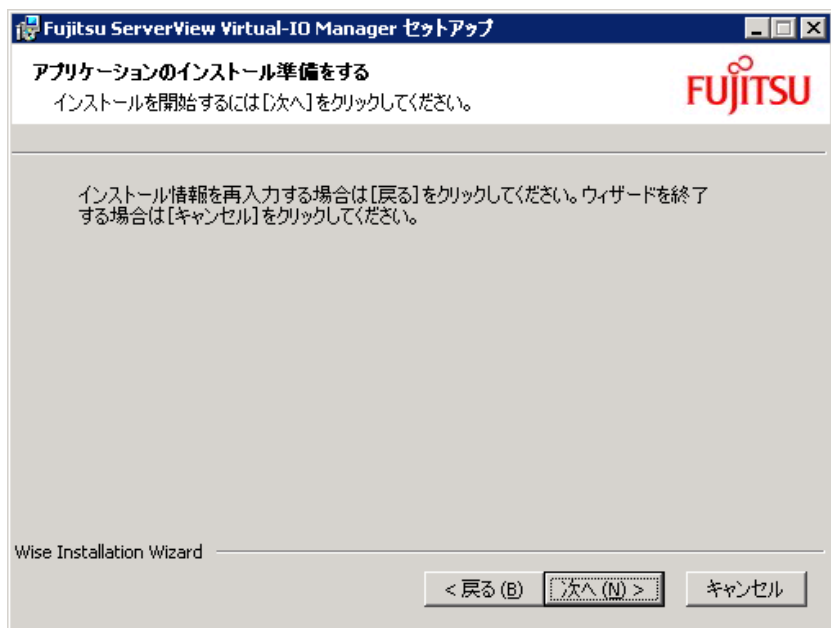 Fujitsu ServerView Virtual-IO Manager セットアップ
アプリケーションのインストール準備をする
インストールを開始するには[次へ]をクリックしてください。
FUJITSU
インストール情報を再入力する場合は[戻る]をクリックしてください。ウィザードを終了
する場合は[キャンセル]をクリックしてください。
Wise Installation Wizard
< 戻る (B)
次へ (N) >
キャンセル